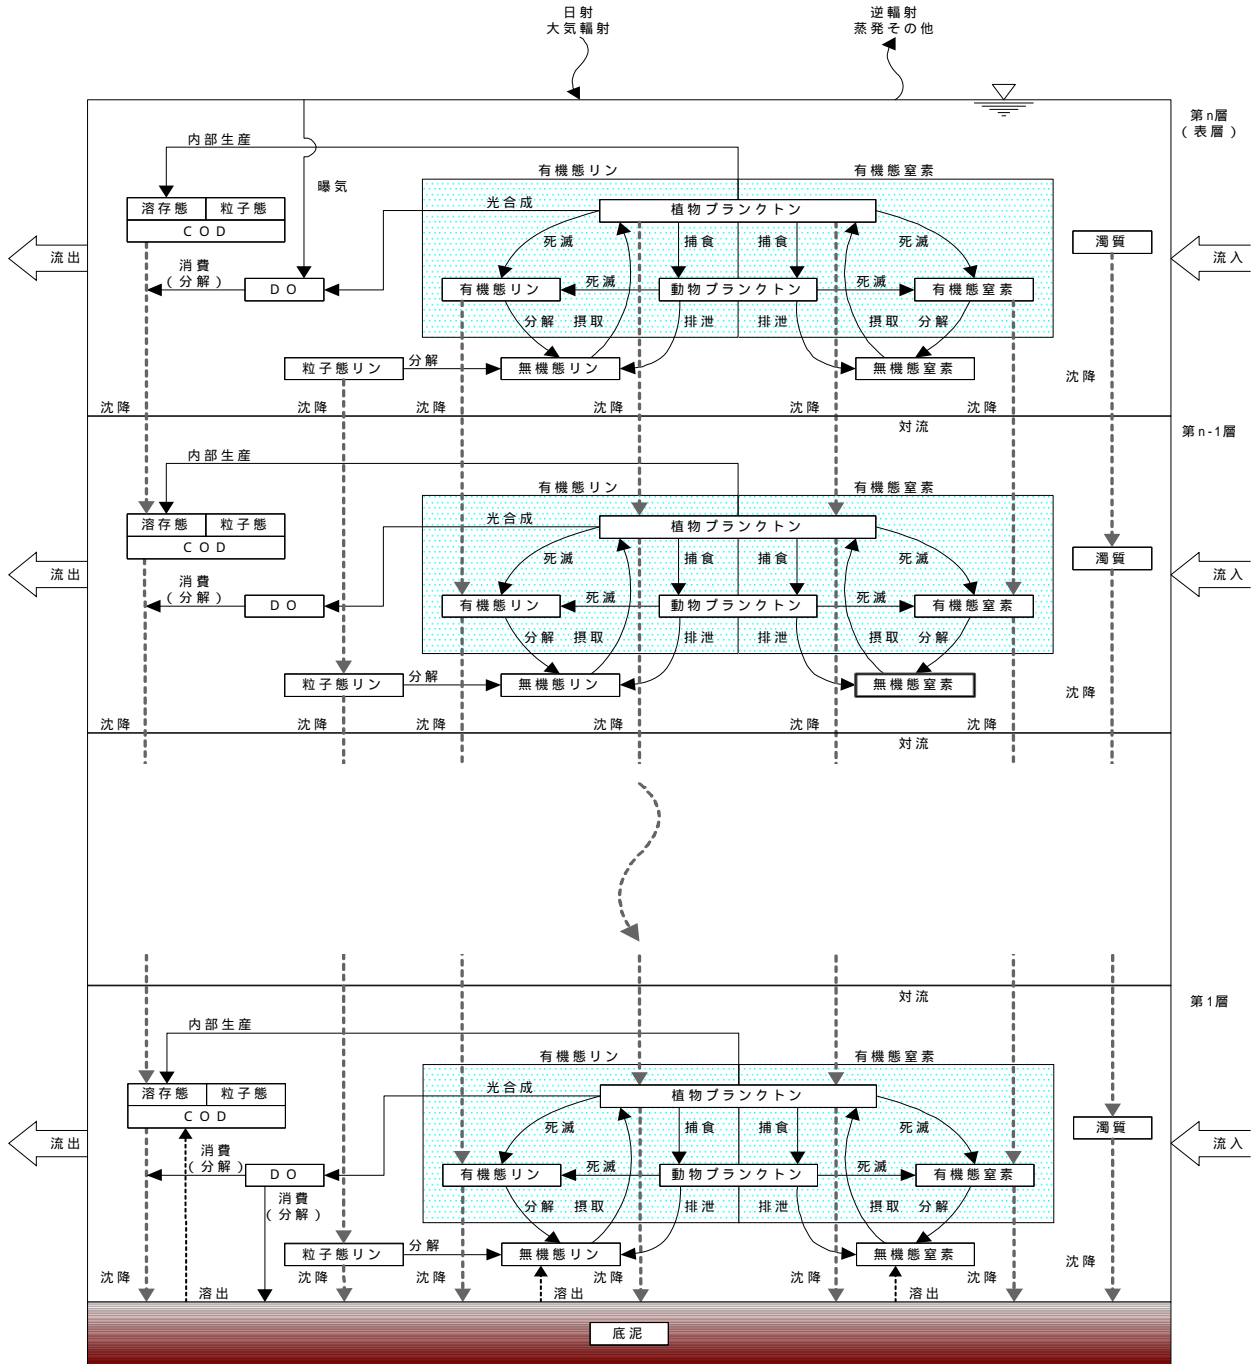 日射
大気輻射
逆輻射
蒸発その他
第n層
(表層)
内部生産
曝気
有機態リン
有機態窒素
溶存態
粒子態
COD
光合成
植物プランクトン
死滅
捕食
捕食
死滅
濁質
流出
流入
消費
(分解)
DO
有機態リン
死滅
動物プランクトン
死滅
有機態窒素
分解
摂取
排泄
排泄
摂取
分解
粒子態リン
分解
無機態リン
無機態窒素
沈降
沈降
沈降
沈降
沈降
沈降
沈降
対流
第n-1層
内部生産
有機態リン
有機態窒素
溶存態
粒子態
COD
光合成
植物プランクトン
死滅
捕食
捕食
死滅
濁質
流出
流入
消費
(分解)
DO
有機態リン
死滅
動物プランクトン
死滅
有機態窒素
分解
摂取
排泄
排泄
摂取
分解
粒子態リン
分解
無機態リン
無機態窒素
沈降
沈降
沈降
沈降
沈降
沈降
沈降
対流
対流
第1層
内部生産
有機態リン
有機態窒素
溶存態
粒子態
COD
光合成
植物プランクトン
死滅
捕食
捕食
死滅
濁質
流出
流入
消費
(分解)
DO
有機態リン
死滅
動物プランクトン
死滅
有機態窒素
消費
(分解)
分解
摂取
排泄
排泄
摂取
分解
粒子態リン
分解
無機態リン
無機態窒素
沈降
沈降
沈降
沈降
沈降
沈降
沈降
溶出
溶出
溶出
底泥